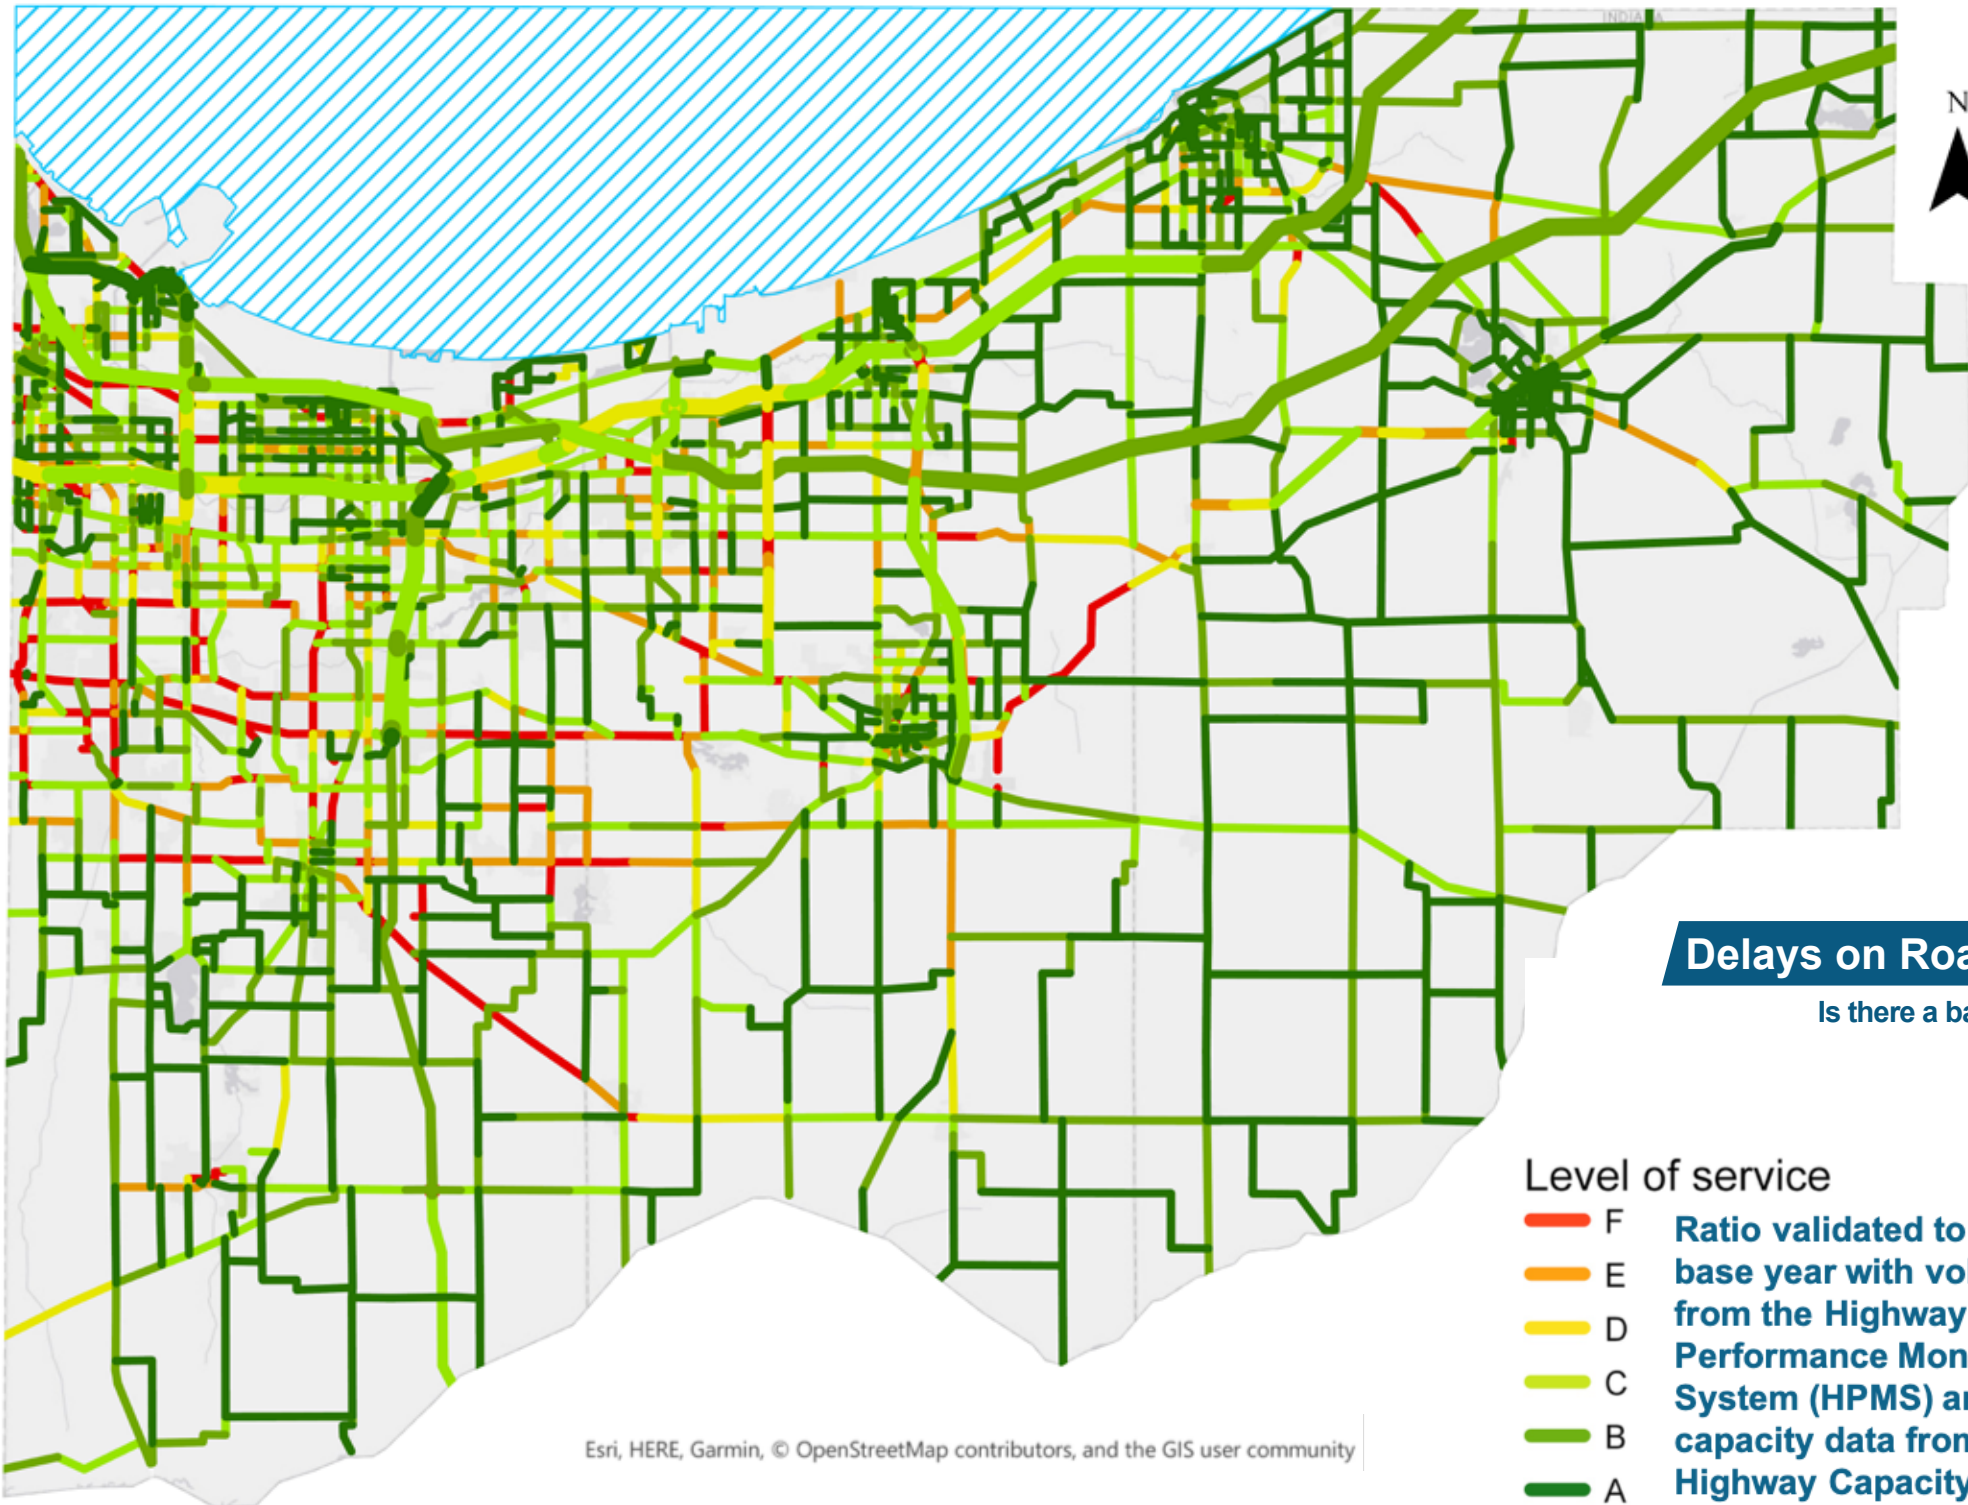 INDIANA
N
Delays on Roa
Is there a ba
Level of service
F
E
D
C
B
A
Ratio validated to
base year with vol
from the Highway
Performance Mon
System (HPMS) an
capacity data from
Highway Capacity
Esri, HERE, Garmin, © OpenStreetMap contributors, and the GIS user community